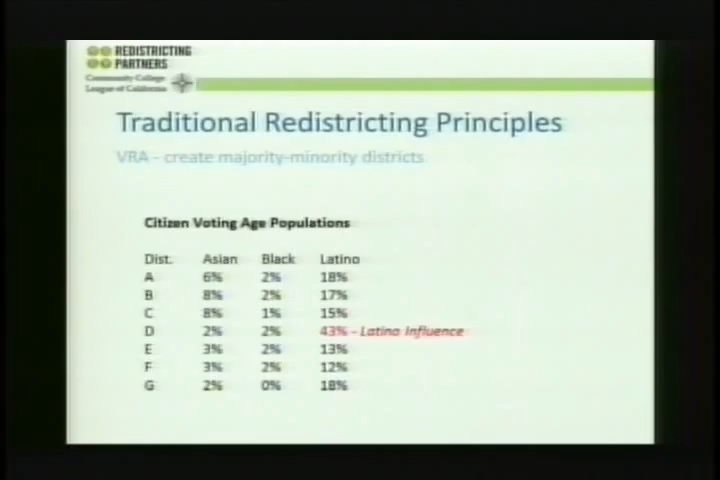 REDISTRICTING
PARTNERS
Community College
League of California
Traditional Redistricting Principles
VRA - create majority-minority districts
Citizen Voting Age Populations
Dist. Asian Black Latino
A 6% 2% 18%
B 8% 2% 17%
C 8% 1% 15%
D 2% 2% 43% - Latino Influence
E 3% 2% 13%
F 3% 2% 12%
G 2% 0% 18%